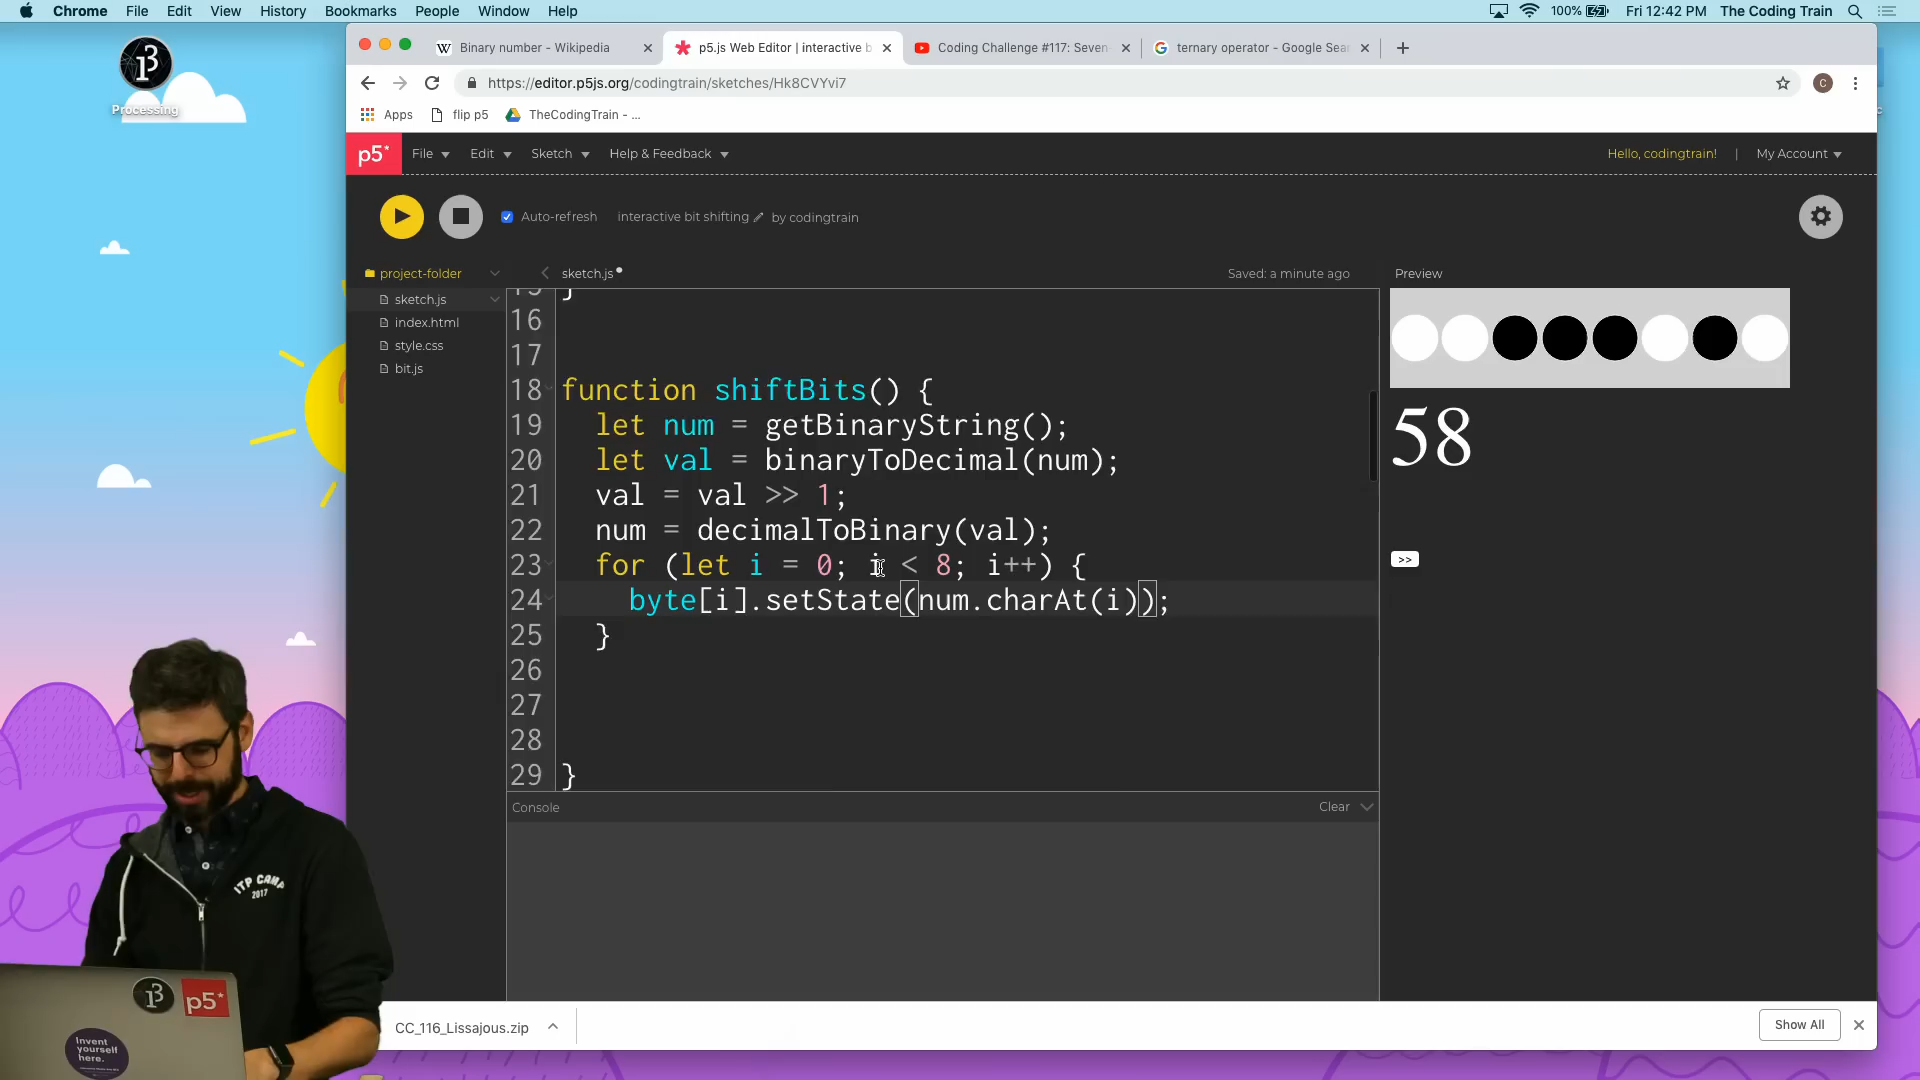 Chrome File Edit View History Bookmarks People Window Help 100% Fri 12:42 PM The Coding Train
Processing
Binary number - Wikipedia
p5.js Web Editor | interactive b
Coding Challenge #117: Seven-
ternary operator - Google Sear
https://editor.p5js.org/codingtrain/sketches/Hk8CVYvi7
C
Apps flip p5 TheCodingTrain - ...
p5* File Edit Sketch Help & Feedback Hello, codingtrain! | My Account
Auto-refresh interactive bit shifting by codingtrain
project-folder
sketch.js
index.html
style.css
bit.js
sketch.js Saved: a minute ago Preview
15 }
16
17
18 function shiftBits() {
19 let num = getBinaryString();
20 let val = binaryToDecimal(num);
21 val = val >> 1;
22 num = decimalToBinary(val);
23 for (let i = 0; i < 8; i++) {
24 byte[i].setState(num.charAt(i));
25 }
26
27
28
29 }
58
>>
Console Clear
ITP CAMP
2017
p5*
Invent
yourself
here.
CC_116_Lissajous.zip
Show All